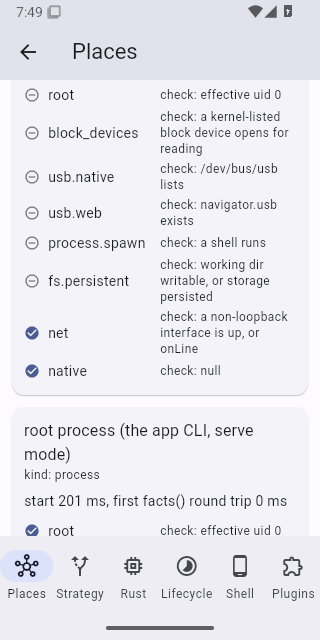 7:49
Places
root check: effective uid 0
check: a kernel-listed
block_devices block device opens for
reading
usb.native check: /dev/bus/usb
lists
usb.web check: navigator.usb
exists
process.spawn check: a shell runs
check: working dir
fs.persistent writable, or storage
persisted
check: a non-loopback
net interface is up, or
onLine
native check: null
root process (the app CLI, serve
mode)
kind: process
start 201 ms, first facts() round trip 0 ms
root check: effective uid 0
Places Strategy Rust Lifecycle Shell Plugins